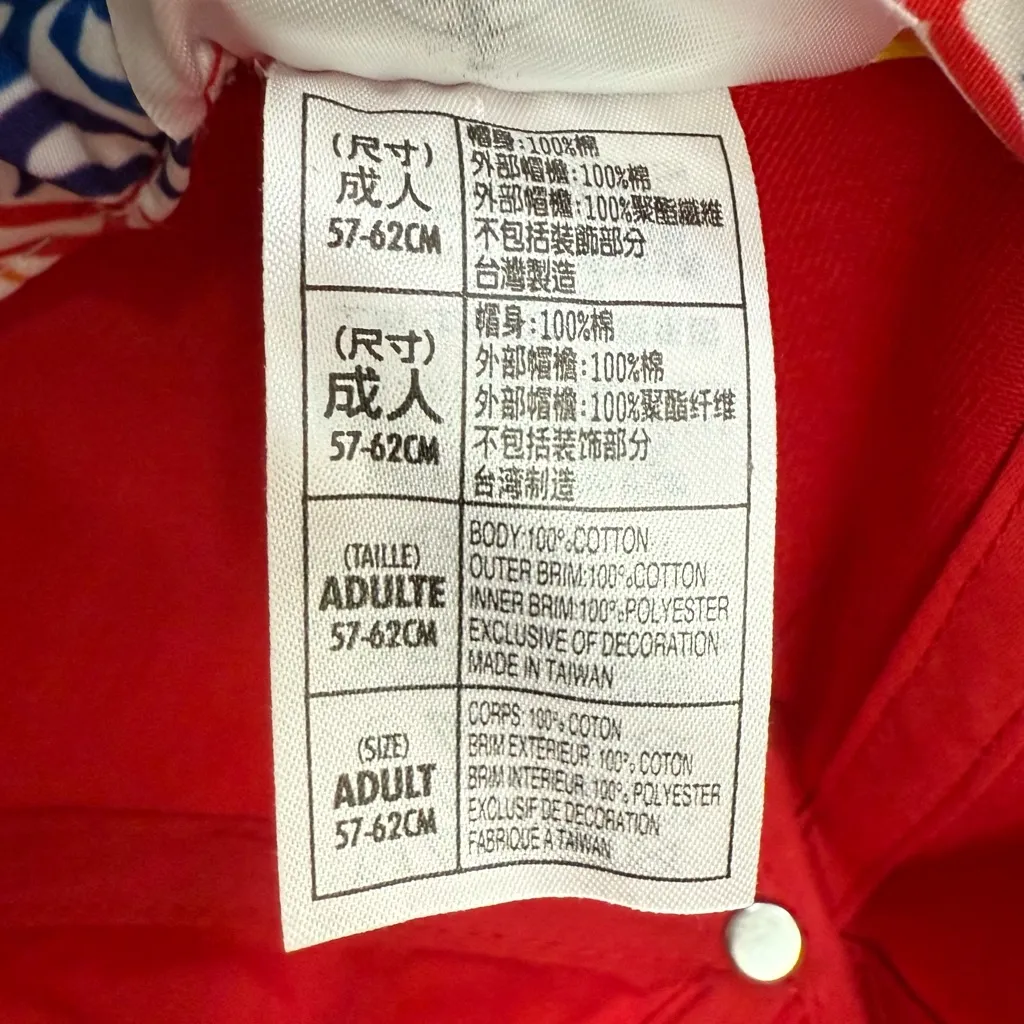 (尺寸)
成人
57-62CM
帽身:100%棉
外部帽檐:100%棉
外部帽檐:100%聚酯纖維
不包括裝飾部分
台灣製造
(尺寸)
成人
57-62CM
帽身:100%棉
外部帽檐:100%棉
外部帽檐:100%聚酯纤维
不包括装饰部分
台湾制造
(TAILLE)
ADULTE
57-62CM
BODY:100%COTTON
OUTER BRIM:100%COTTON
INNER BRIM:100%POLYESTER
EXCLUSIVE OF DECORATION
MADE IN TAIWAN
(SIZE)
ADULT
57-62CM
CORPS: 100% COTON
BRIM EXTERIEUR: 100% COTON
BRIM INTERIEUR: 100% POLYESTER
EXCLUSIF DE DECORATION
FABRIQUE A TAIWAN